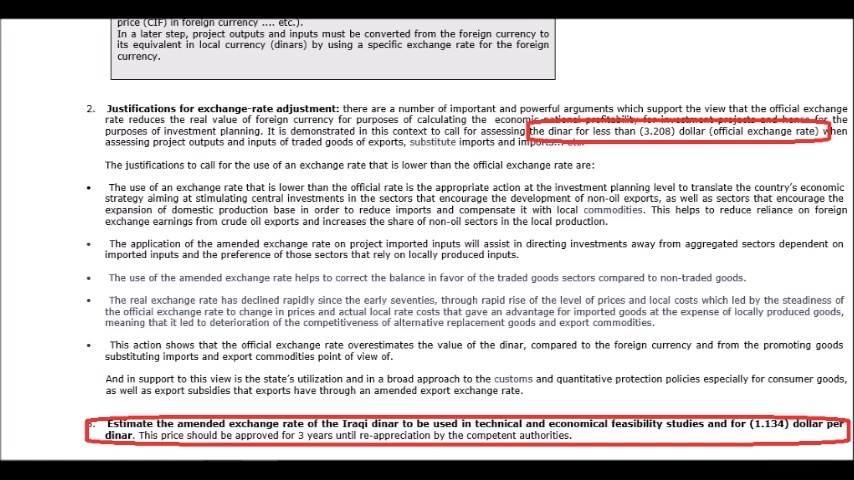 price (CIF) in foreign currency .... etc.).
In a later step, project outputs and inputs must be converted from the foreign currency to
its equivalent in local currency (dinars) by using a specific exchange rate for the foreign
currency.
2. Justifications for exchange-rate adjustment: there are a number of important and powerful arguments which support the view that the official exchange
rate reduces the real value of foreign currency for purposes of calculating the economic national profitability for investment projects and hence for the
purposes of investment planning. It is demonstrated in this context to call for assessing the dinar for less than (3.208) dollar (official exchange rate) when
assessing project outputs and inputs of traded goods of exports, substitute imports and imports... etc.
The justifications to call for the use of an exchange rate that is lower than the official exchange rate are:
• The use of an exchange rate that is lower than the official rate is the appropriate action at the investment planning level to translate the country's economic
strategy aiming at stimulating central investments in the sectors that encourage the development of non-oil exports, as well as sectors that encourage the
expansion of domestic production base in order to reduce imports and compensate it with local commodities. This helps to reduce reliance on foreign
exchange earnings from crude oil exports and increases the share of non-oil sectors in the local production.
• The application of the amended exchange rate on project imported inputs will assist in directing investments away from aggregated sectors dependent on
imported inputs and the preference of those sectors that rely on locally produced inputs.
• The use of the amended exchange rate helps to correct the balance in favor of the traded goods sectors compared to non-traded goods.
• The real exchange rate has declined rapidly since the early seventies, through rapid rise of the level of prices and local costs which led by the steadiness of
the official exchange rate to change in prices and actual local rate costs that gave an advantage for imported goods at the expense of locally produced goods,
meaning that it led to deterioration of the competitiveness of alternative replacement goods and export commodities.
• This action shows that the official exchange rate overestimates the value of the dinar, compared to the foreign currency and from the promoting goods
substituting imports and export commodities point of view of.
And in support to this view is the state's utilization and in a broad approach to the customs and quantitative protection policies especially for consumer goods,
as well as export subsidies that exports have through an amended export exchange rate.
Estimate the amended exchange rate of the Iraqi dinar to be used in technical and economical feasibility studies and for (1.134) dollar per
dinar. This price should be approved for 3 years until re-appreciation by the competent authorities.